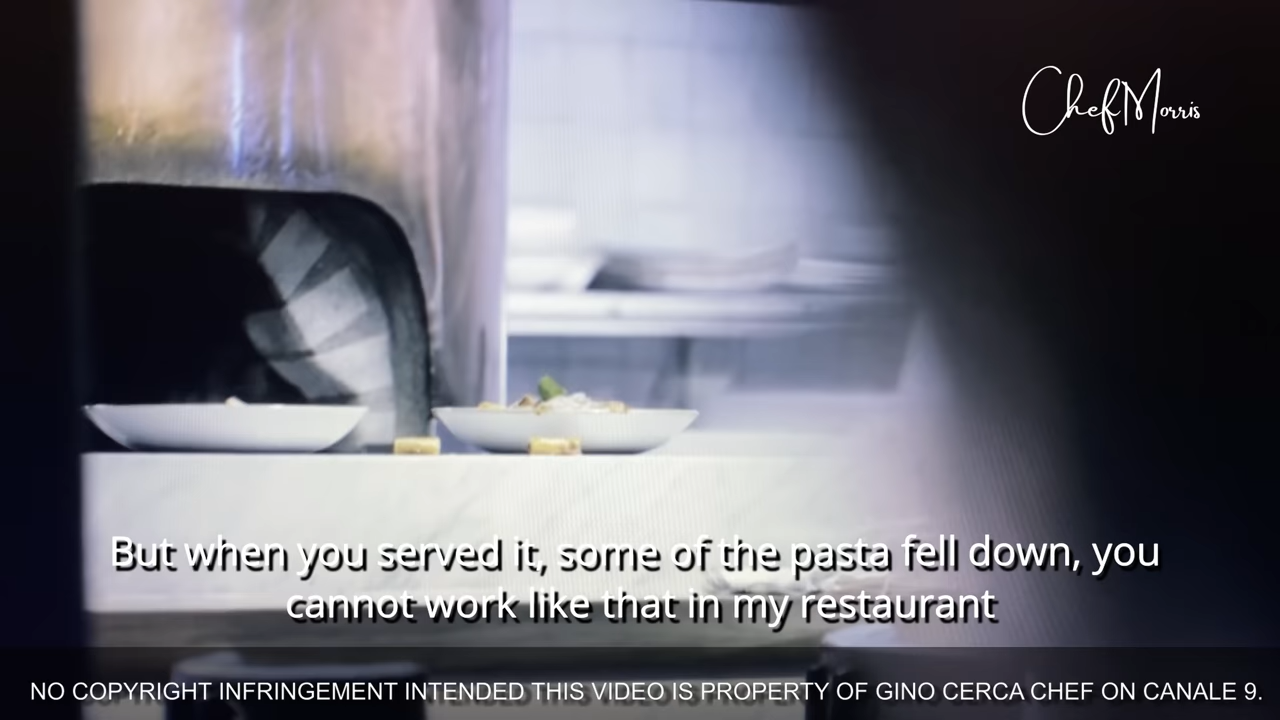 ChefMorris
But when you served it, some of the pasta fell down, you
cannot work like that in my restaurant
NO COPYRIGHT INFRINGEMENT INTENDED THIS VIDEO IS PROPERTY OF GINO CERCA CHEF ON CANALE 9.